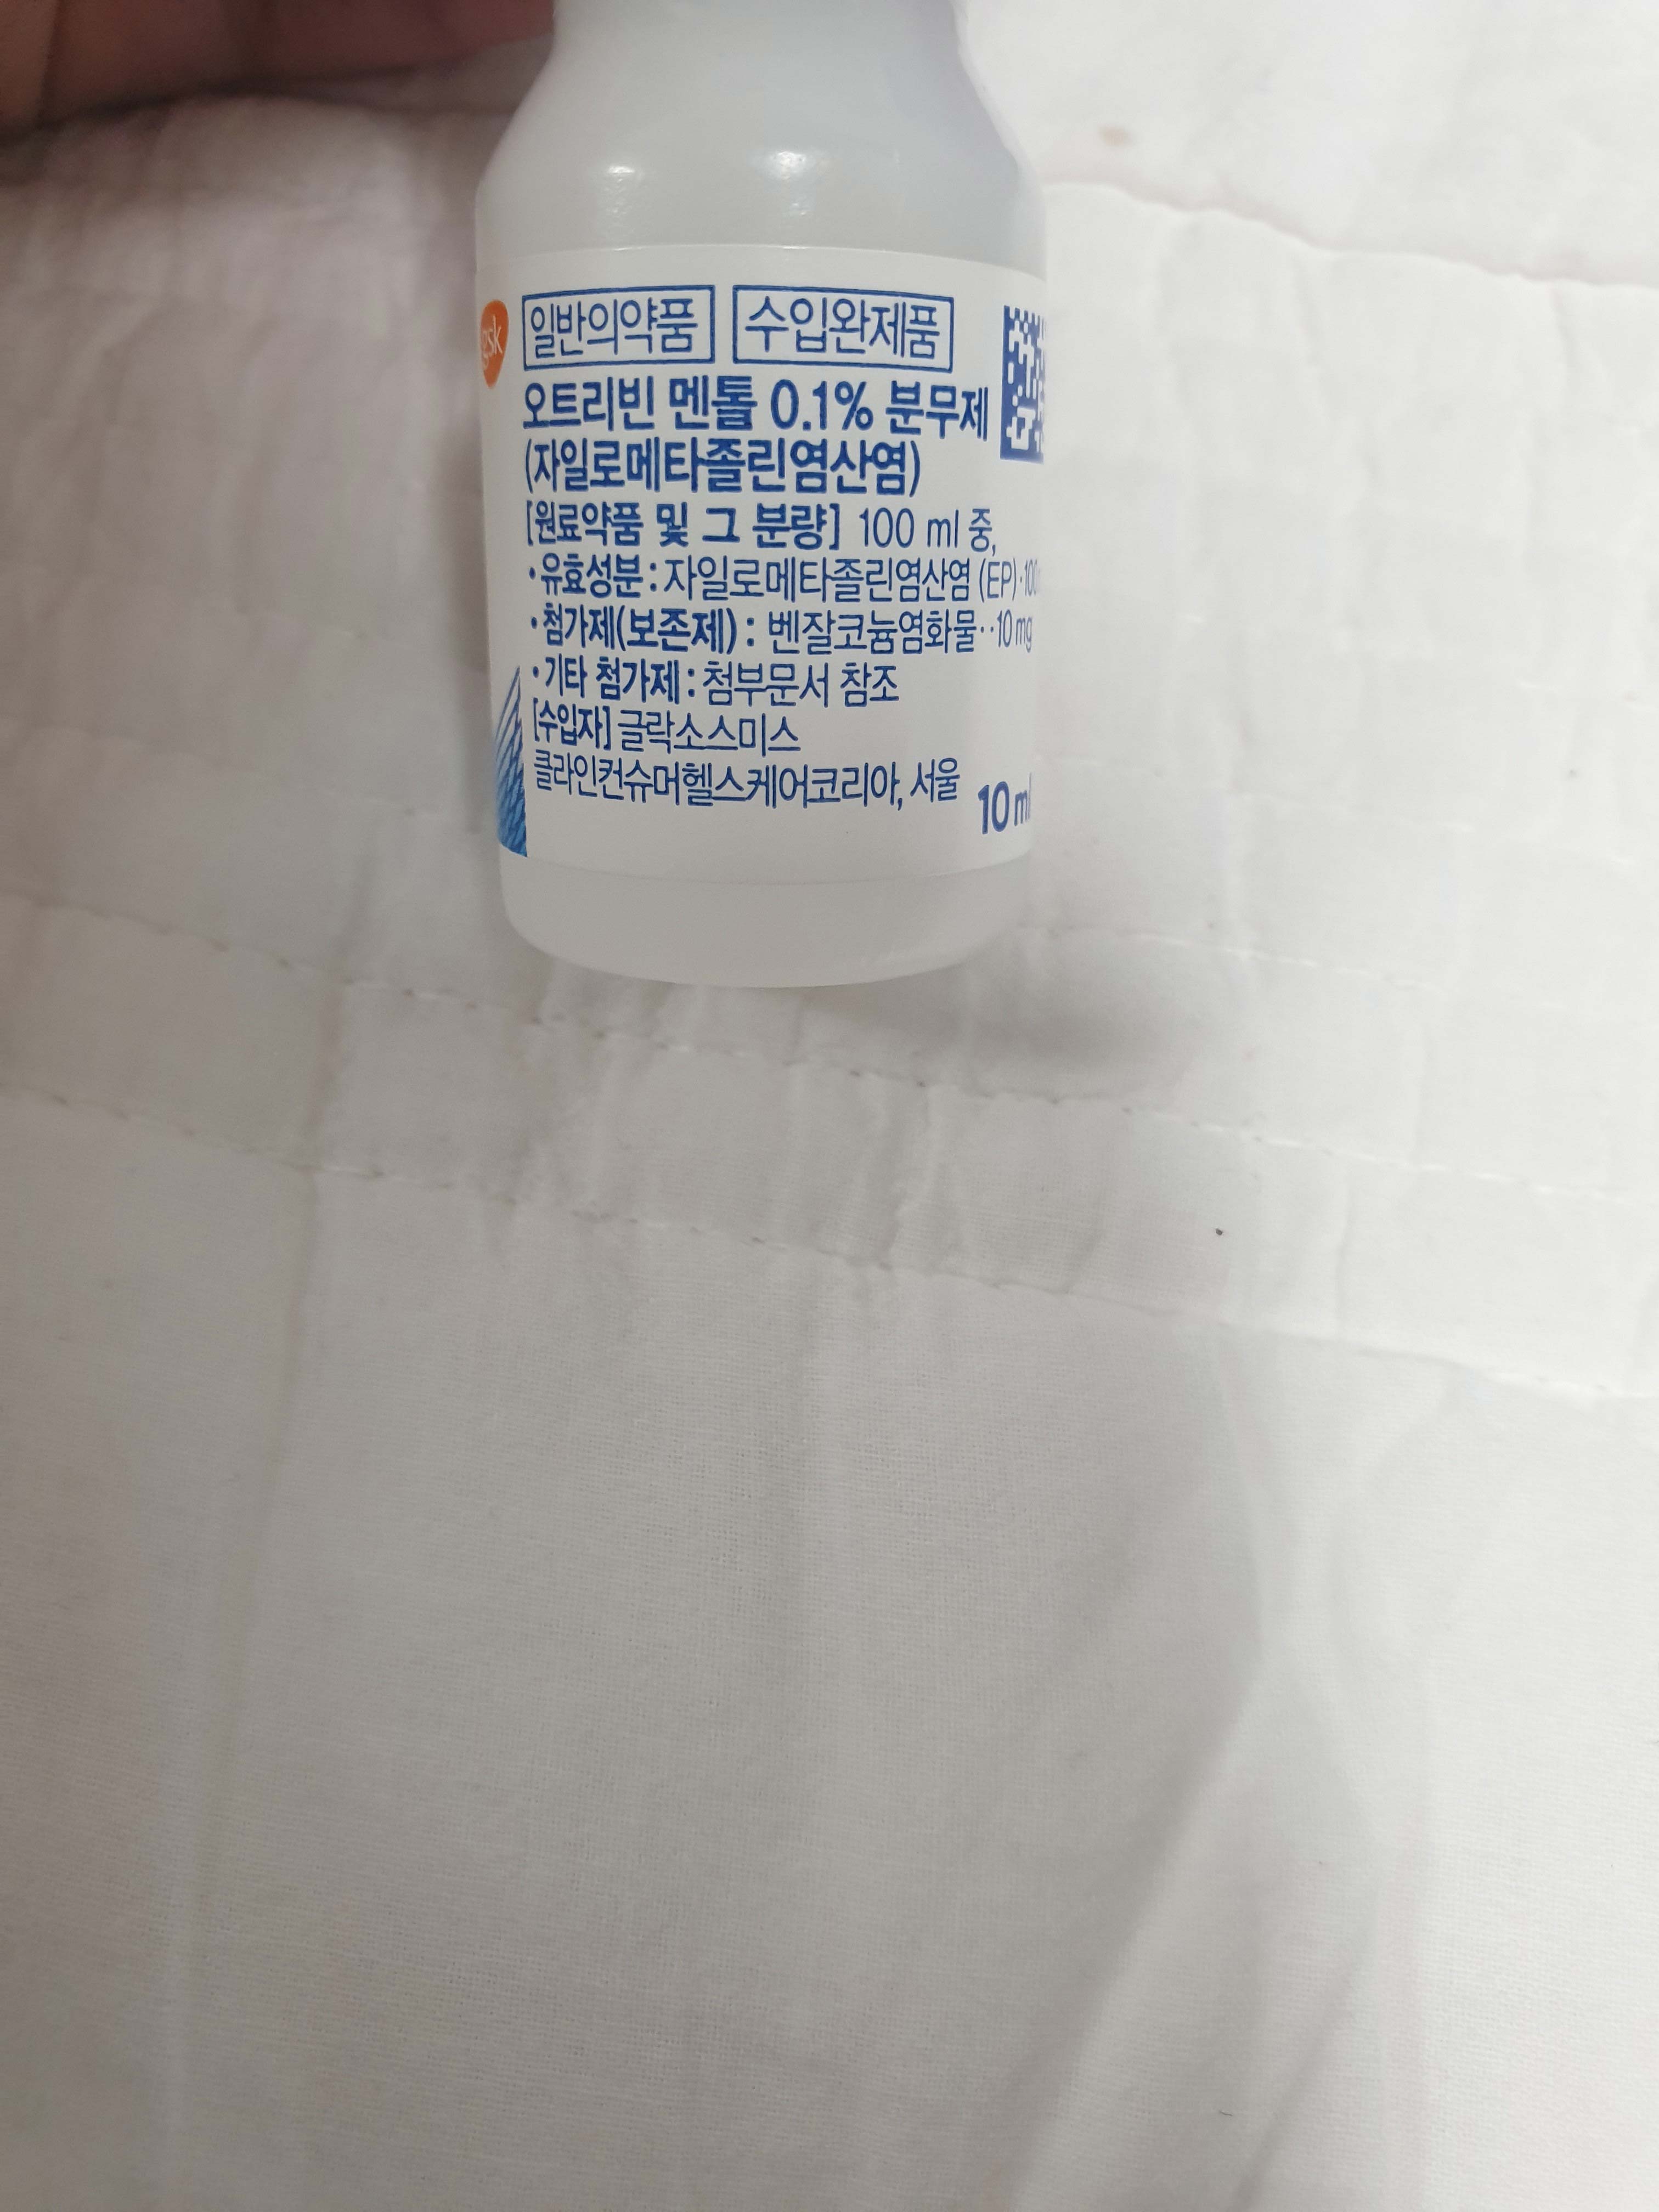 gsk
일반의약품 수입완제품
오트리빈 멘톨 0.1% 분무제
(자일로메타졸린염산염)
[원료약품 및 그 분량] 100 ml 중,
·유효성분 : 자일로메타졸린염산염 (EP)··100
·첨가제(보존제) : 벤잘코늄염화물··10 mg
·기타 첨가제 : 첨부문서 참조
[수입자] 글락소스미스
클라인컨슈머헬스케어코리아, 서울
10 ml